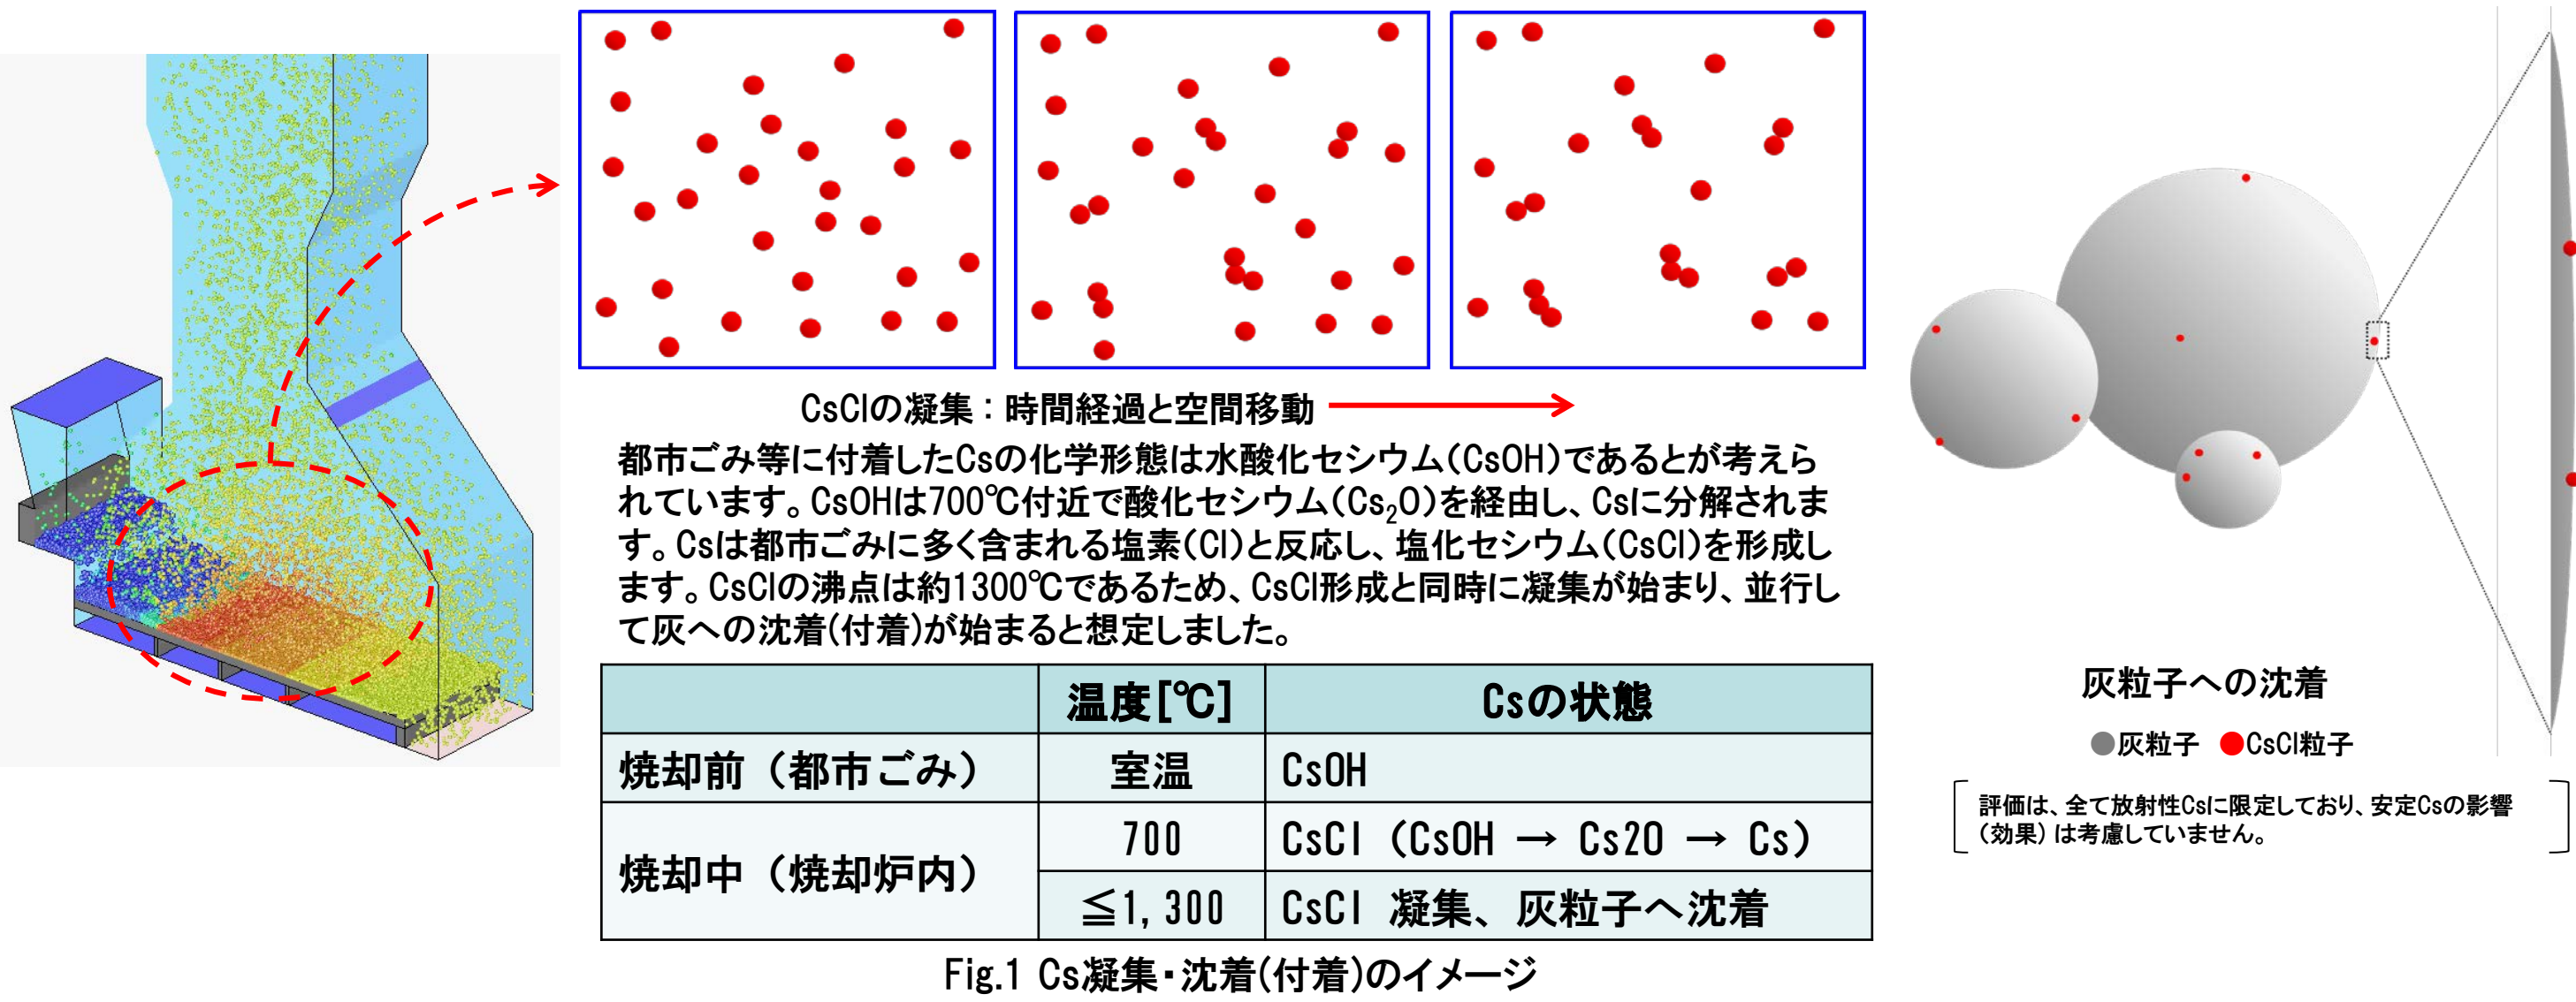 CsClの凝集：時間経過と空間移動
都市ごみ等に付着したCsの化学形態は水酸化セシウム（CsOH）であるとが考えら
れています。CsOHは700℃付近で酸化セシウム（Cs₂O）を経由し、Csに分解されま
す。Csは都市ごみに多く含まれる塩素（Cl）と反応し、塩化セシウム（CsCl）を形成し
ます。CsClの沸点は約1300℃であるため、CsCl形成と同時に凝集が始まり、並行し
て灰への沈着(付着)が始まると想定しました。
温度[℃] Csの状態
焼却前（都市ごみ） 室温 CsOH
焼却中（焼却炉内） 700 CsCl（CsOH → Cs2O → Cs）
≦1,300 CsCl 凝集、灰粒子へ沈着
Fig.1 Cs凝集・沈着(付着)のイメージ
灰粒子への沈着
●灰粒子 ●CsCl粒子
評価は、全て放射性Csに限定しており、安定Csの影響
（効果）は考慮していません。